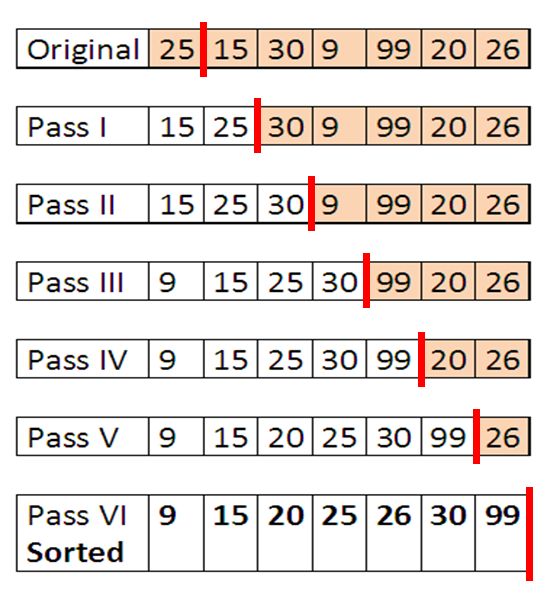 Original 25 15 30 9 99 20 26
Pass I 15 25 30 9 99 20 26
Pass II 15 25 30 9 99 20 26
Pass III 9 15 25 30 99 20 26
Pass IV 9 15 25 30 99 20 26
Pass V 9 15 20 25 30 99 26
Pass VI 9 15 20 25 26 30 99
Sorted